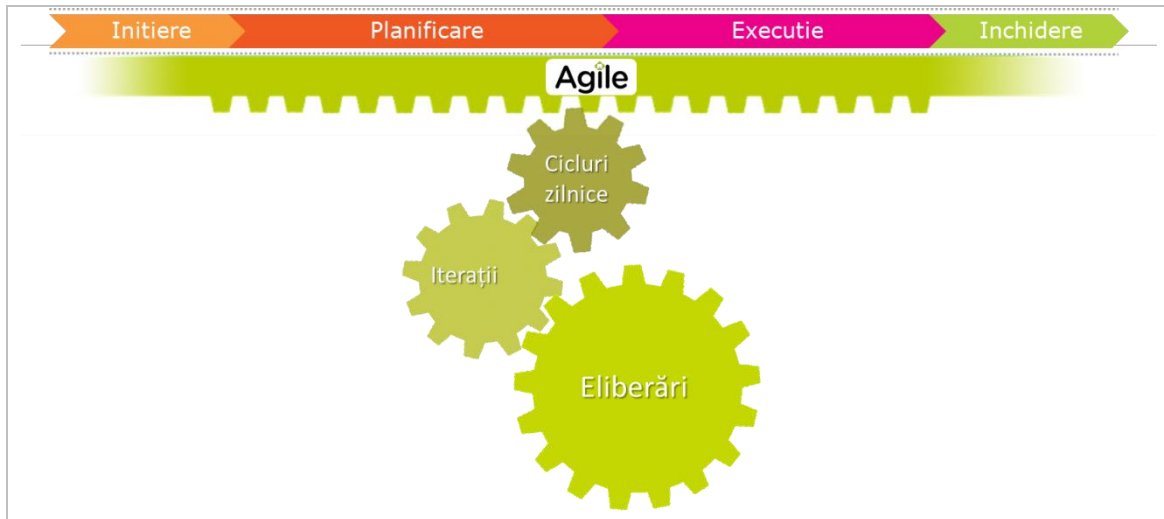 Initiere
Planificare
Executie
Inchidere
Agile
Cicluri
zilnice
Iterații
Eliberări